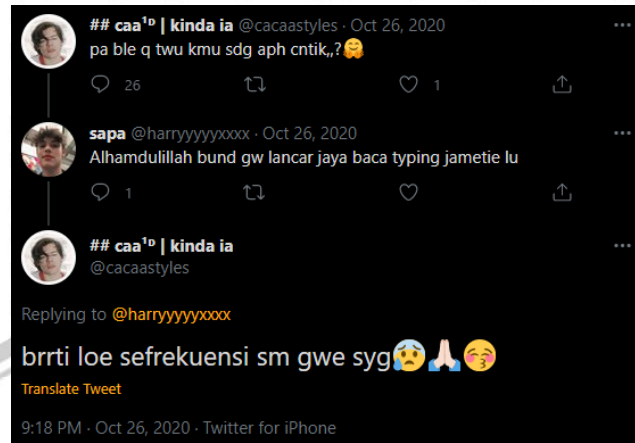 ## caa¹ᴰ | kinda ia @cacaastyles · Oct 26, 2020
pa ble q twu kmu sdg aph cntik,,?🤗
26 1
sapa @harryyyyyxxxx · Oct 26, 2020
Alhamdulillah bund gw lancar jaya baca typing jametie lu
1
## caa¹ᴰ | kinda ia
@cacaastyles
Replying to @harryyyyyxxxx
brrti loe sefrekuensi sm gwe syg😰🙏🏻😚
Translate Tweet
9:18 PM · Oct 26, 2020 · Twitter for iPhone